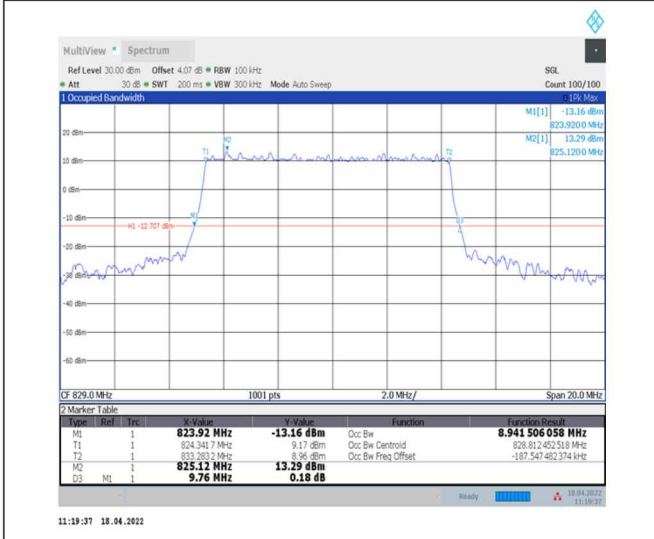 MultiView Spectrum
Ref Level 30.00 dBm Offset 4.07 dB RBW 100 kHz SGL
Att 30 dB SWT 200 ms VBW 300 kHz Mode Auto Sweep Count 100/100
1 Occupied Bandwidth 1Pk Max
M1[1] -13.16 dBm
823.9200 MHz
M2[1] 13.29 dBm
825.1200 MHz
20 dBm
M2
T1 T2
10 dBm
0 dBm
-10 dBm
M1
H1 -12.707 dBm D3
-20 dBm
-30 dBm
-40 dBm
-50 dBm
-60 dBm
CF 829.0 MHz 1001 pts 2.0 MHz/ Span 20.0 MHz
2 Marker Table
Type Ref Trc X-Value Y-Value Function Function Result
M1 1 823.92 MHz -13.16 dBm Occ Bw 8.941 506 058 MHz
T1 1 824.3417 MHz 9.17 dBm Occ Bw Centroid 828.812 452 518 MHz
T2 1 833.2832 MHz 8.96 dBm Occ Bw Freq Offset -187.547 482 374 kHz
M2 1 825.12 MHz 13.29 dBm
D3 M1 1 9.76 MHz 0.18 dB
Ready 18.04.2022
11:19:37
11:19:37 18.04.2022